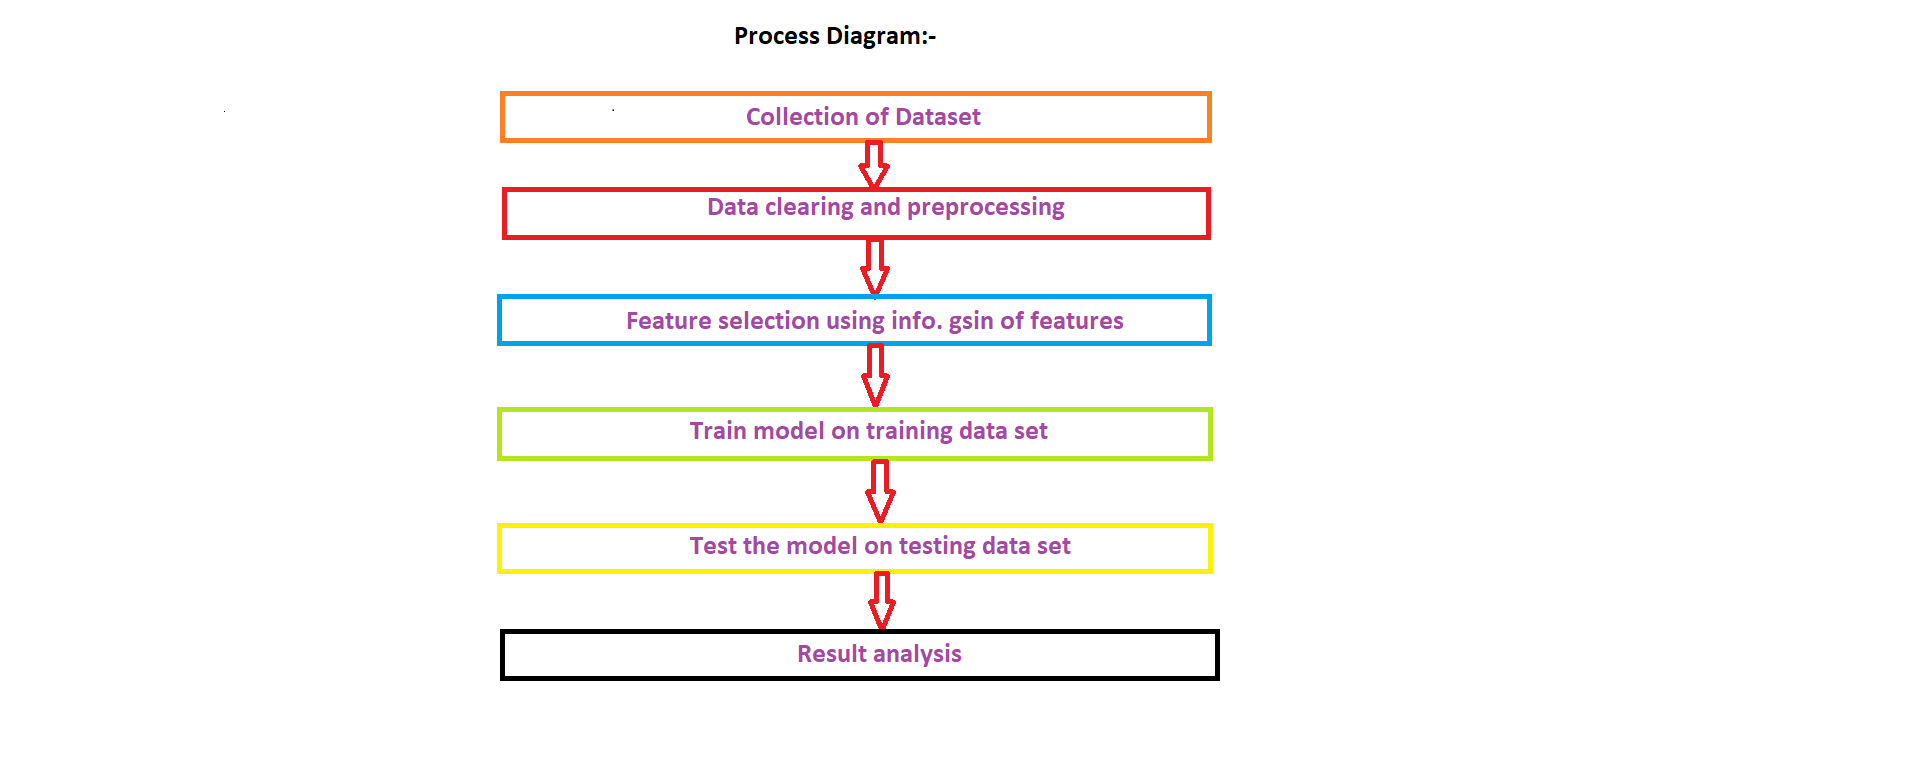 Process Diagram:-
Collection of Dataset
Data clearing and preprocessing
Feature selection using info. gsin of features
Train model on training data set
Test the model on testing data set
Result analysis